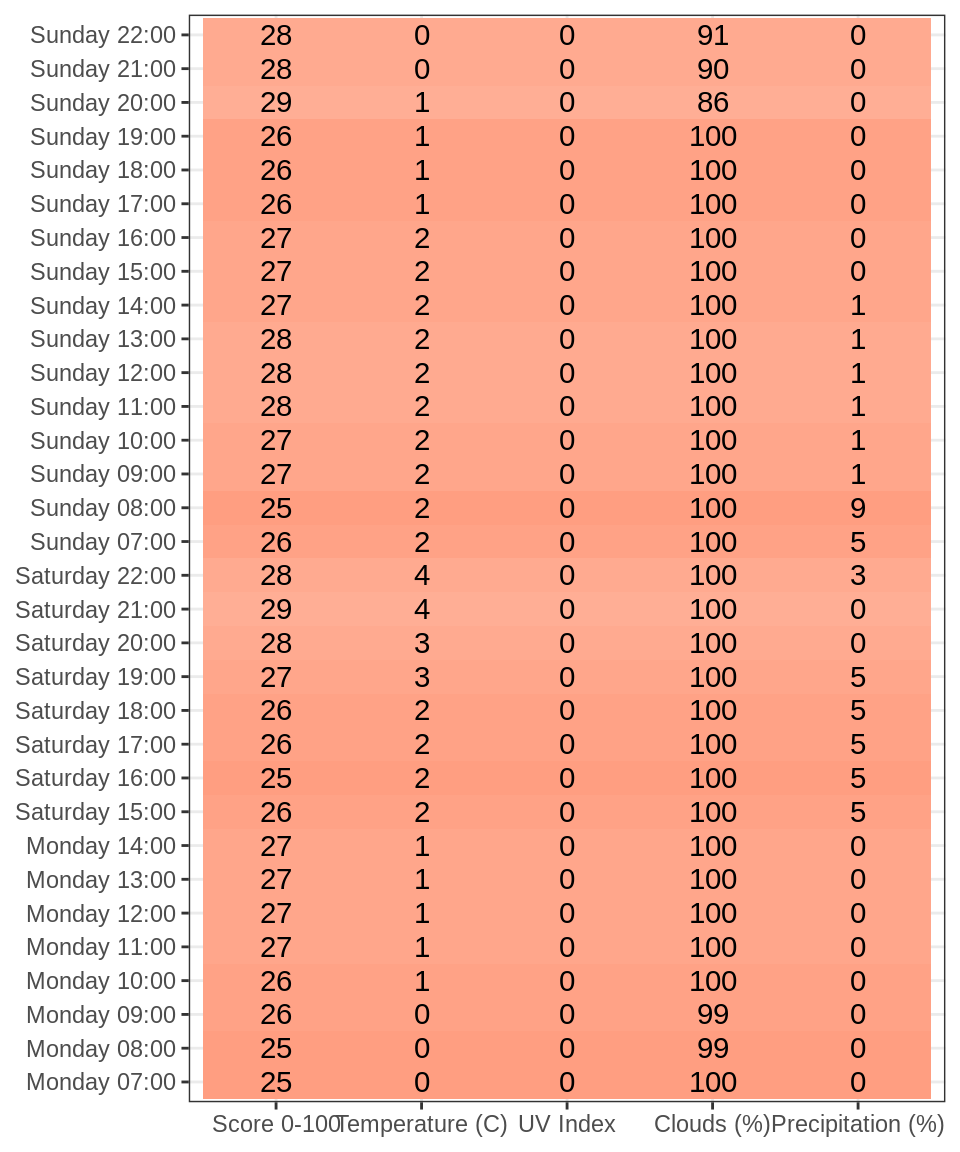 Sunday 22:00 28 0 0 91 0
Sunday 21:00 28 0 0 90 0
Sunday 20:00 29 1 0 86 0
Sunday 19:00 26 1 0 100 0
Sunday 18:00 26 1 0 100 0
Sunday 17:00 26 1 0 100 0
Sunday 16:00 27 2 0 100 0
Sunday 15:00 27 2 0 100 0
Sunday 14:00 27 2 0 100 1
Sunday 13:00 28 2 0 100 1
Sunday 12:00 28 2 0 100 1
Sunday 11:00 28 2 0 100 1
Sunday 10:00 27 2 0 100 1
Sunday 09:00 27 2 0 100 1
Sunday 08:00 25 2 0 100 9
Sunday 07:00 26 2 0 100 5
Saturday 22:00 28 4 0 100 3
Saturday 21:00 29 4 0 100 0
Saturday 20:00 28 3 0 100 0
Saturday 19:00 27 3 0 100 5
Saturday 18:00 26 2 0 100 5
Saturday 17:00 26 2 0 100 5
Saturday 16:00 25 2 0 100 5
Saturday 15:00 26 2 0 100 5
Monday 14:00 27 1 0 100 0
Monday 13:00 27 1 0 100 0
Monday 12:00 27 1 0 100 0
Monday 11:00 27 1 0 100 0
Monday 10:00 26 1 0 100 0
Monday 09:00 26 0 0 99 0
Monday 08:00 25 0 0 99 0
Monday 07:00 25 0 0 100 0
Score 0-100 Temperature (C) UV Index Clouds (%) Precipitation (%)